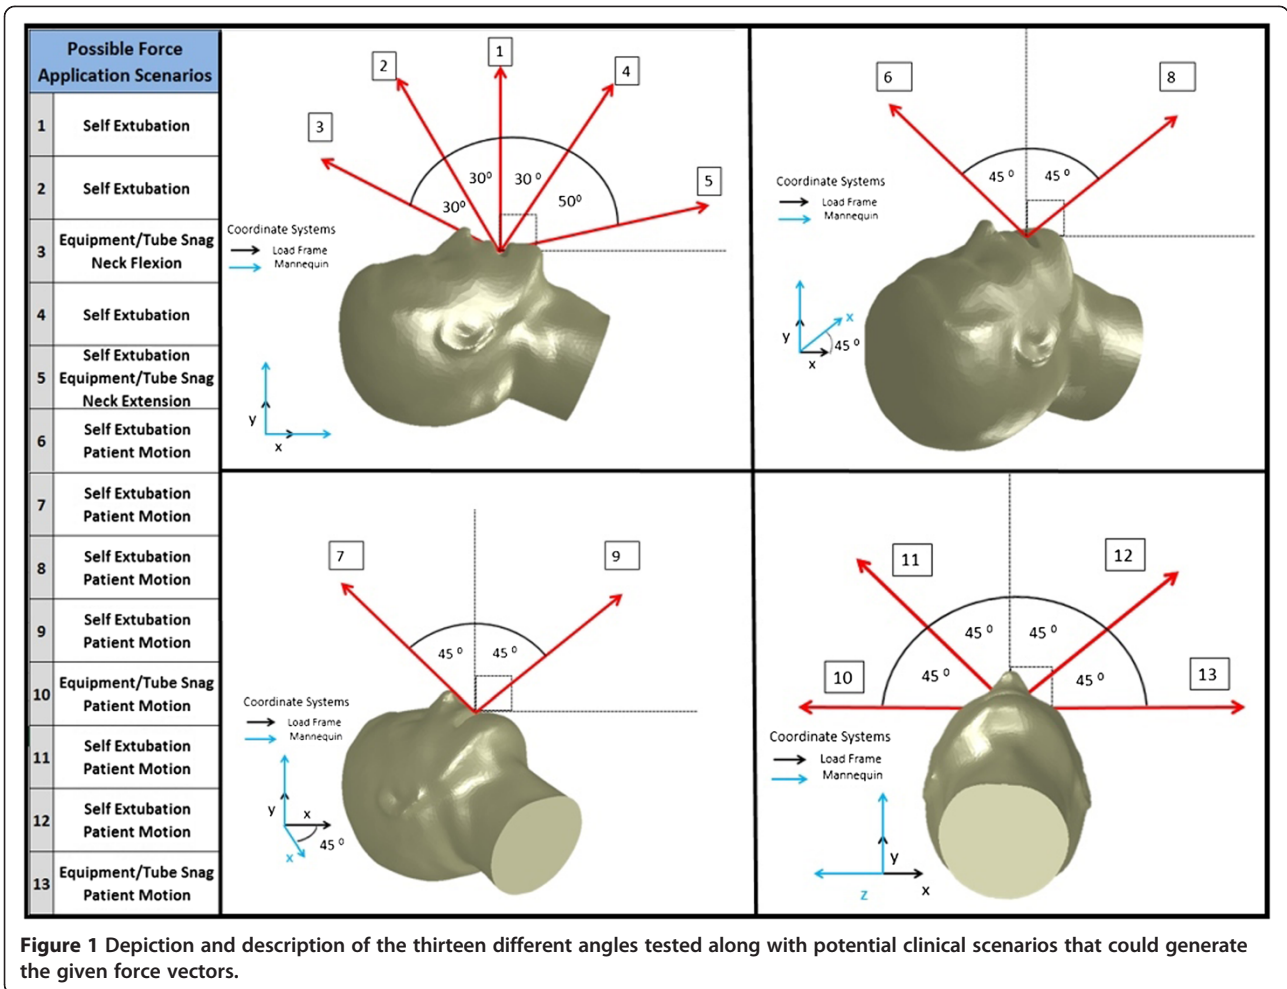 Possible Force
Application Scenarios
1 Self Extubation
2 Self Extubation
3 Equipment/Tube Snag
Neck Flexion
4 Self Extubation
5 Self Extubation
Equipment/Tube Snag
Neck Extension
6 Self Extubation
Patient Motion
7 Self Extubation
Patient Motion
8 Self Extubation
Patient Motion
9 Self Extubation
Patient Motion
10 Equipment/Tube Snag
Patient Motion
11 Self Extubation
Patient Motion
12 Self Extubation
Patient Motion
13 Equipment/Tube Snag
Patient Motion
1
2
4
3
5
30⁰
30 ⁰
30⁰
50⁰
Coordinate Systems
Load Frame
Mannequin
y
x
6
8
45 ⁰
45 ⁰
Coordinate Systems
Load Frame
Mannequin
x
y
45 ⁰
x
7
9
45 ⁰
45 ⁰
Coordinate Systems
Load Frame
Mannequin
y
x
45 ⁰
x
11
12
45 ⁰
45 ⁰
10
45 ⁰
45 ⁰
13
Coordinate Systems
Load Frame
Mannequin
y
z
x
Figure 1 Depiction and description of the thirteen different angles tested along with potential clinical scenarios that could generate
the given force vectors.